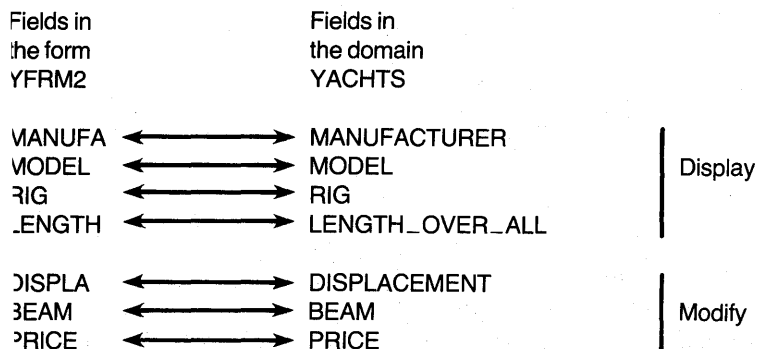 Fields in Fields in
the form the domain
YFRM2 YACHTS
MANUFA MANUFACTURER
MODEL MODEL Display
RIG RIG
LENGTH LENGTH_OVER_ALL
DISPLA DISPLACEMENT
BEAM BEAM Modify
PRICE PRICE